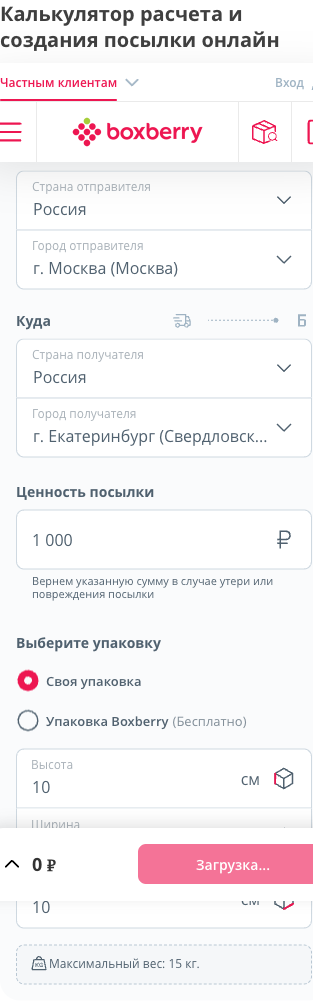 Калькулятор расчета и
создания посылки онлайн
Частным клиентам
Вход
boxberry
Страна отправителя
Россия
Город отправителя
г. Москва (Москва)
Куда
Б
Страна получателя
Россия
Город получателя
г. Екатеринбург (Свердловск...
Ценность посылки
1 000 ₽
Вернем указанную сумму в случае утери или
повреждения посылки
Выберите упаковку
Своя упаковка
Упаковка Boxberry (Бесплатно)
Высота
10 см
Ширина
0 ₽
Загрузка...
10 см
КG Максимальный вес: 15 кг.